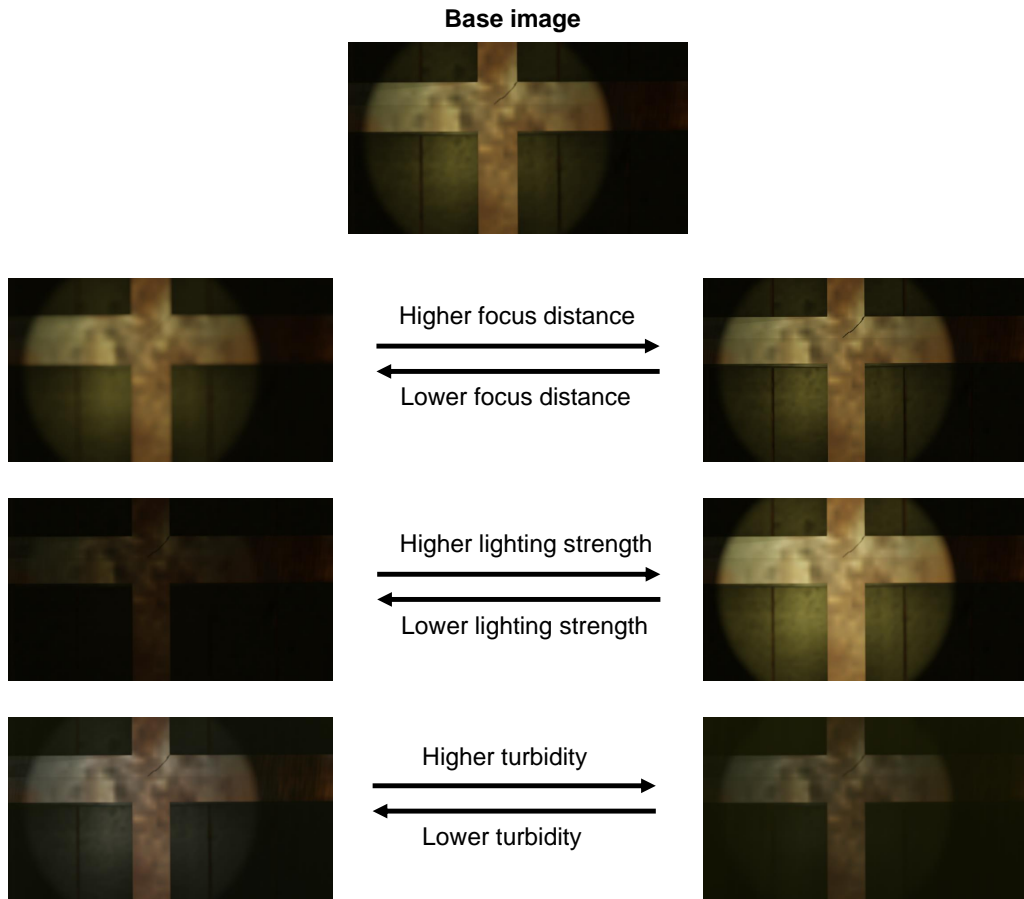 Base image
Higher focus distance
Lower focus distance
Higher lighting strength
Lower lighting strength
Higher turbidity
Lower turbidity